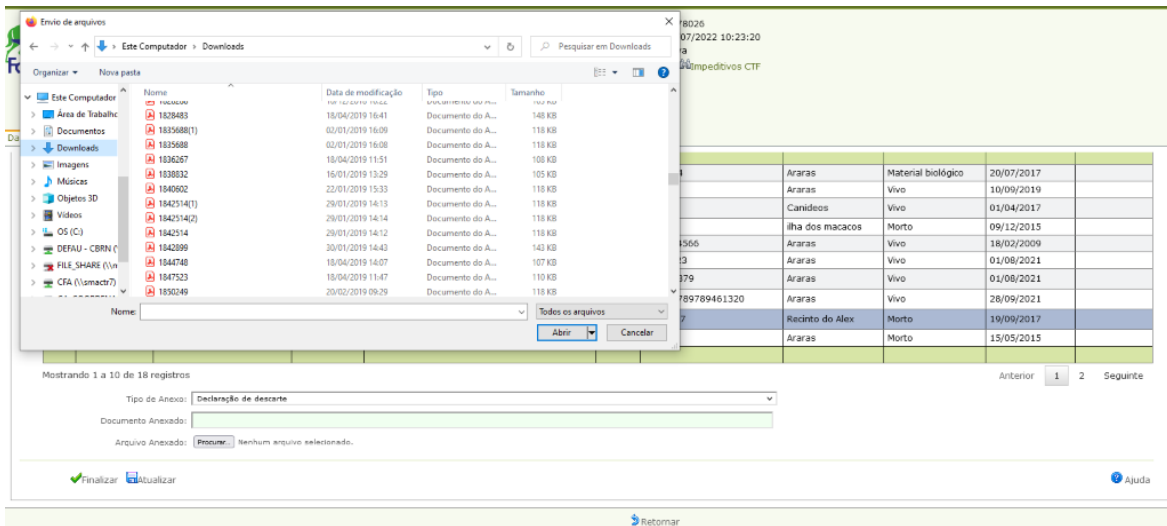 Envio de arquivos
Este Computador > Downloads
Pesquisar em Downloads
Organizar
Nova pasta
Nome Data de modificação Tipo Tamanho
1828483 18/04/2019 16:41 Documento do A... 148 KB
1835688(1) 02/01/2019 16:09 Documento do A... 118 KB
1835688 02/01/2019 16:08 Documento do A... 118 KB
1836267 18/04/2019 11:51 Documento do A... 108 KB
1838832 16/01/2019 13:29 Documento do A... 105 KB
1840602 22/01/2019 15:33 Documento do A... 118 KB
1842514(1) 29/01/2019 14:13 Documento do A... 118 KB
1842514(2) 29/01/2019 14:14 Documento do A... 118 KB
1842514 29/01/2019 14:12 Documento do A... 118 KB
1842899 30/01/2019 14:43 Documento do A... 143 KB
1844748 18/04/2019 14:07 Documento do A... 107 KB
1847523 18/04/2019 11:47 Documento do A... 110 KB
1850249 20/02/2019 09:29 Documento do A... 118 KB
Este Computador
Área de Trabalho
Documentos
Downloads
Imagens
Músicas
Objetos 3D
Vídeos
OS (C:)
DEFAU - CBRN ("
FILE_SHARE (\\n
CFA (\\smactr7)
Nome:
Todos os arquivos
Abrir
Cancelar
78026
07/2022 10:23:20
va
Impeditivos CTF
Araras Material biológico 20/07/2017
Araras Vivo 10/09/2019
Canideos Vivo 01/04/2017
ilha dos macacos Morto 09/12/2015
4566 Araras Vivo 18/02/2009
23 Araras Vivo 01/08/2021
379 Araras Vivo 01/08/2021
789789461320 Araras Vivo 28/09/2021
7 Recinto do Alex Morto 19/09/2017
Araras Morto 15/05/2015
Mostrando 1 a 10 de 18 registros
Anterior 1 2 Seguinte
Tipo de Anexo: Declaração de descarte
Documento Anexado:
Arquivo Anexado: Procurar... Nenhum arquivo selecionado.
Finalizar Atualizar
Ajuda
Retornar